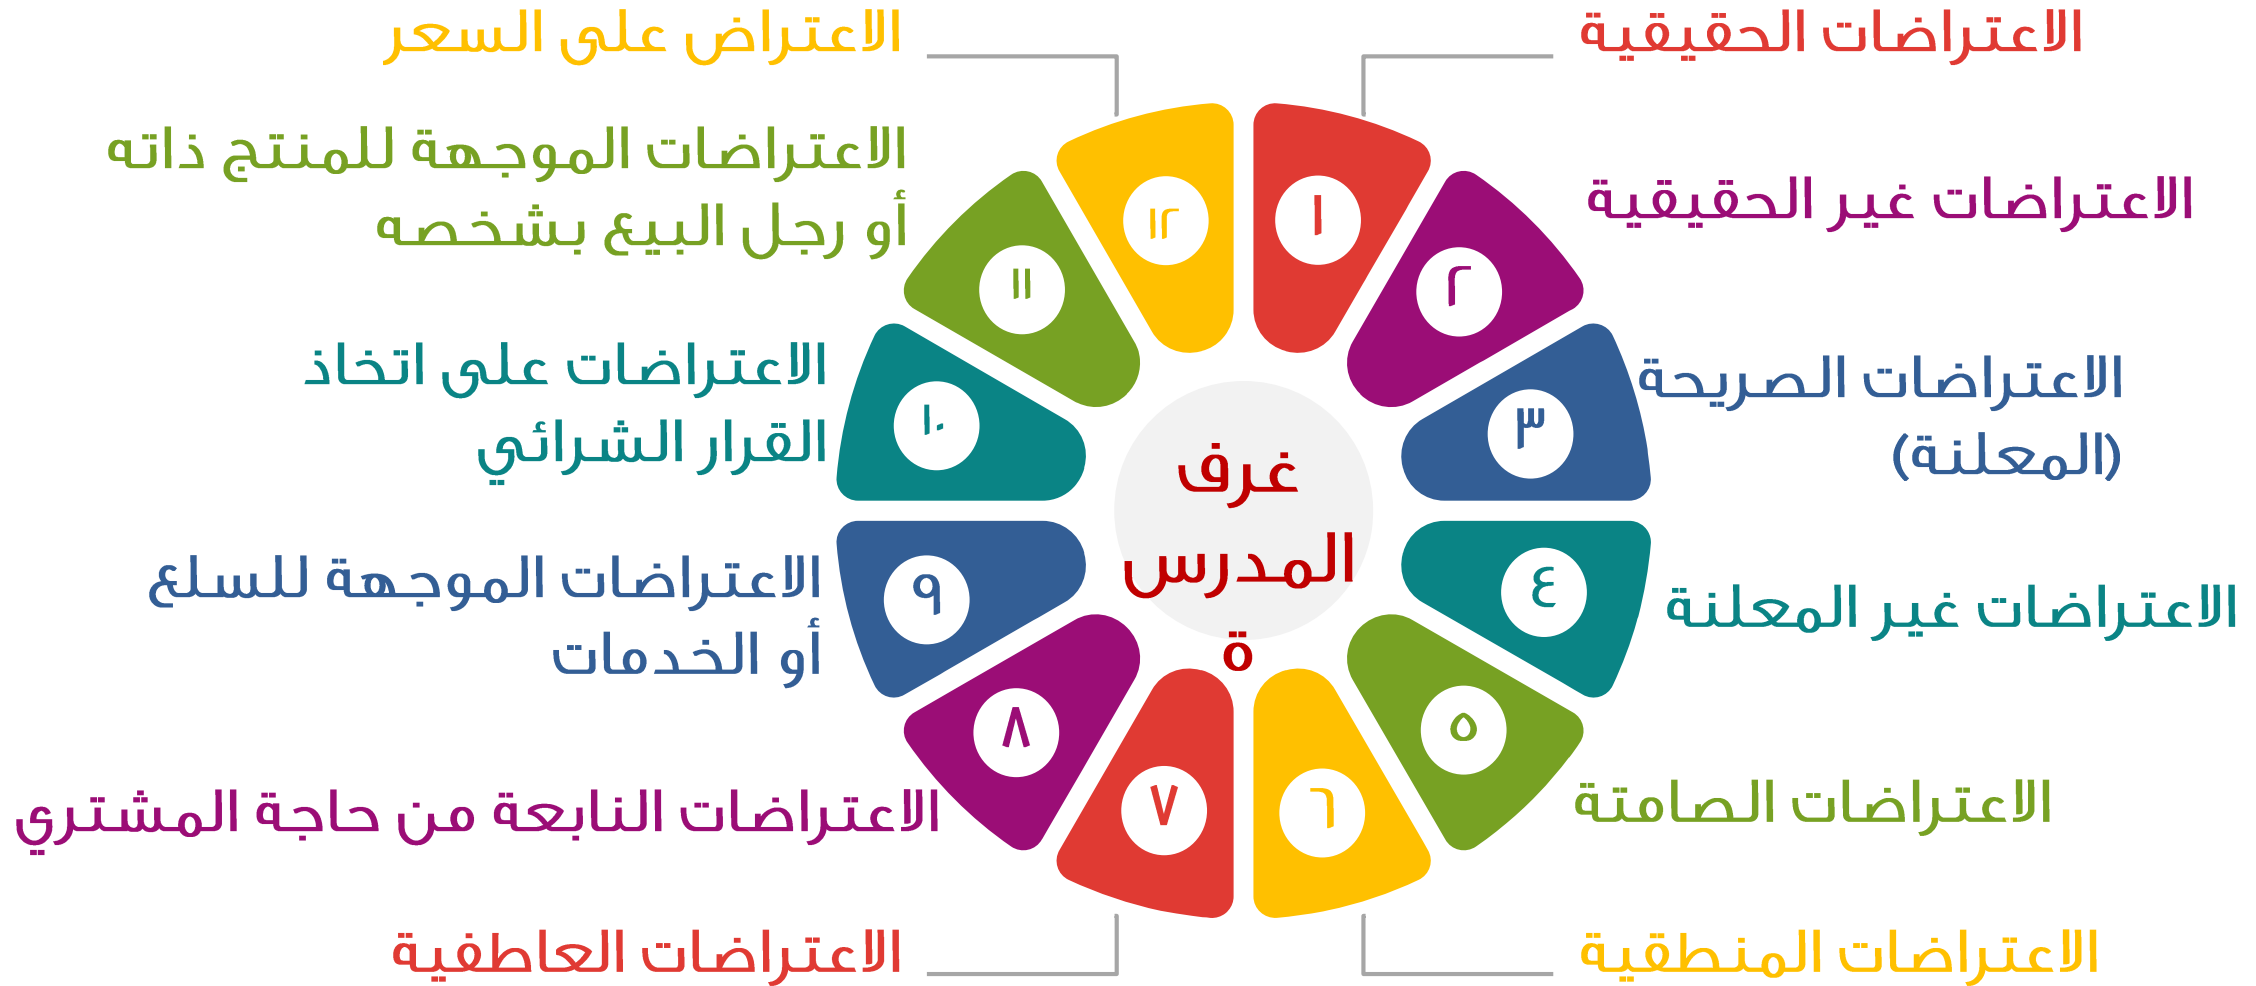 الاعتراضات الحقيقية
١
الاعتراضات غير الحقيقية
٢
الاعتراضات الصريحة
(المعلنة)
٣
الاعتراضات غير المعلنة
٤
الاعتراضات الصامتة
٥
الاعتراضات المنطقية
٦
الاعتراضات العاطفية
٧
الاعتراضات النابعة من حاجة المشتري
٨
الاعتراضات الموجهة للسلع
أو الخدمات
٩
الاعتراضات على اتخاذ
القرار الشرائي
١٠
الاعتراضات الموجهة للمنتج ذاته
أو رجل البيع بشخصه
١١
الاعتراض على السعر
١٢
غرف
المدرس
ة